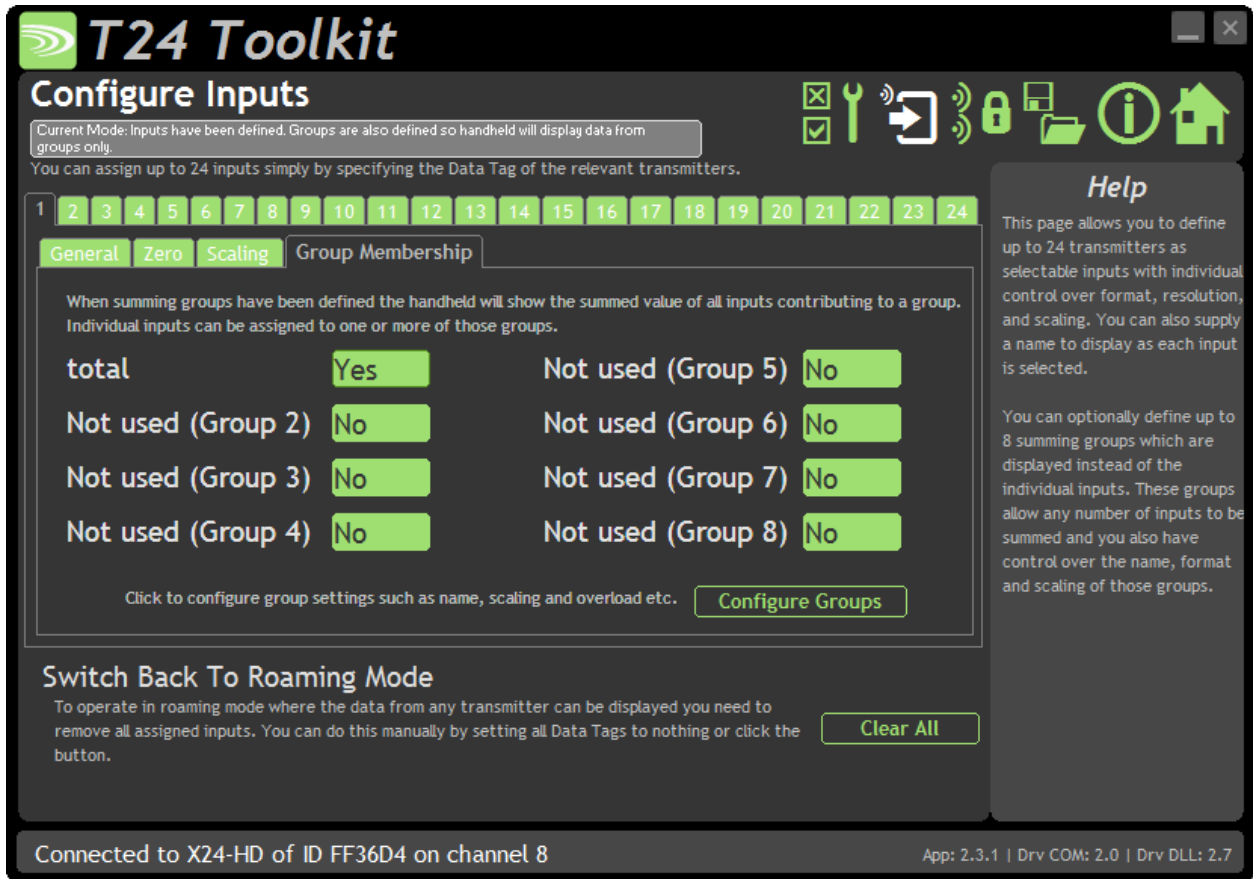 T24 Toolkit
Configure Inputs
Current Mode: Inputs have been defined. Groups are also defined so handheld will display data from
groups only.
You can assign up to 24 inputs simply by specifying the Data Tag of the relevant transmitters.
1 2 3 4 5 6 7 8 9 10 11 12 13 14 15 16 17 18 19 20 21 22 23 24
General Zero Scaling Group Membership
When summing groups have been defined the handheld will show the summed value of all inputs contributing to a group.
Individual inputs can be assigned to one or more of those groups.
total Yes Not used (Group 5) No
Not used (Group 2) No Not used (Group 6) No
Not used (Group 3) No Not used (Group 7) No
Not used (Group 4) No Not used (Group 8) No
Click to configure group settings such as name, scaling and overload etc. Configure Groups
Switch Back To Roaming Mode
To operate in roaming mode where the data from any transmitter can be displayed you need to
remove all assigned inputs. You can do this manually by setting all Data Tags to nothing or click the
button.
Clear All
Help
This page allows you to define
up to 24 transmitters as
selectable inputs with individual
control over format, resolution,
and scaling. You can also supply
a name to display as each input
is selected.
You can optionally define up to
8 summing groups which are
displayed instead of the
individual inputs. These groups
allow any number of inputs to be
summed and you also have
control over the name, format
and scaling of those groups.
Connected to X24-HD of ID FF36D4 on channel 8
App: 2.3.1 | Drv COM: 2.0 | Drv DLL: 2.7